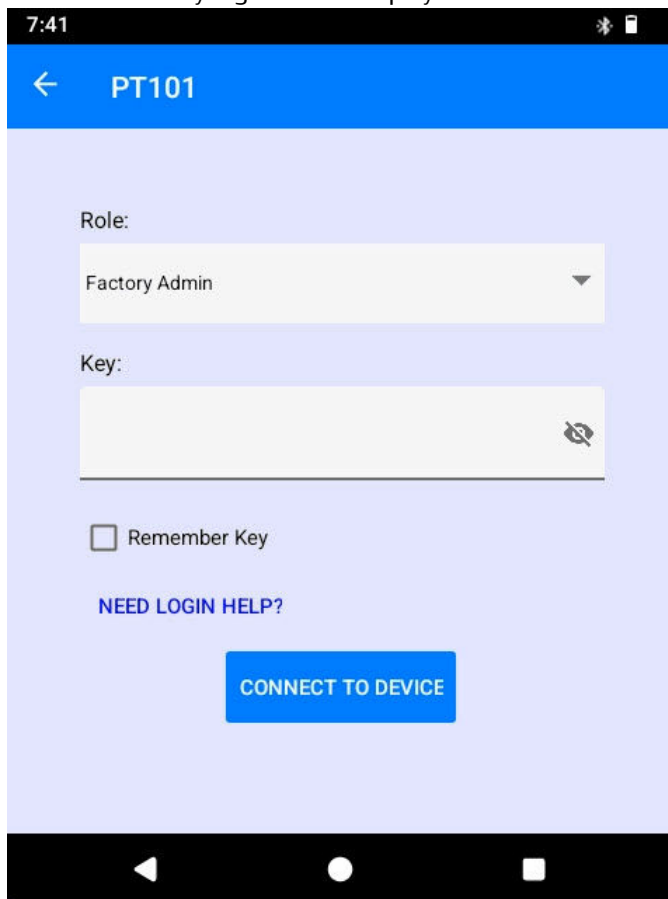 7:41
PT101
Role:
Factory Admin
Key:
Remember Key
NEED LOGIN HELP?
CONNECT TO DEVICE